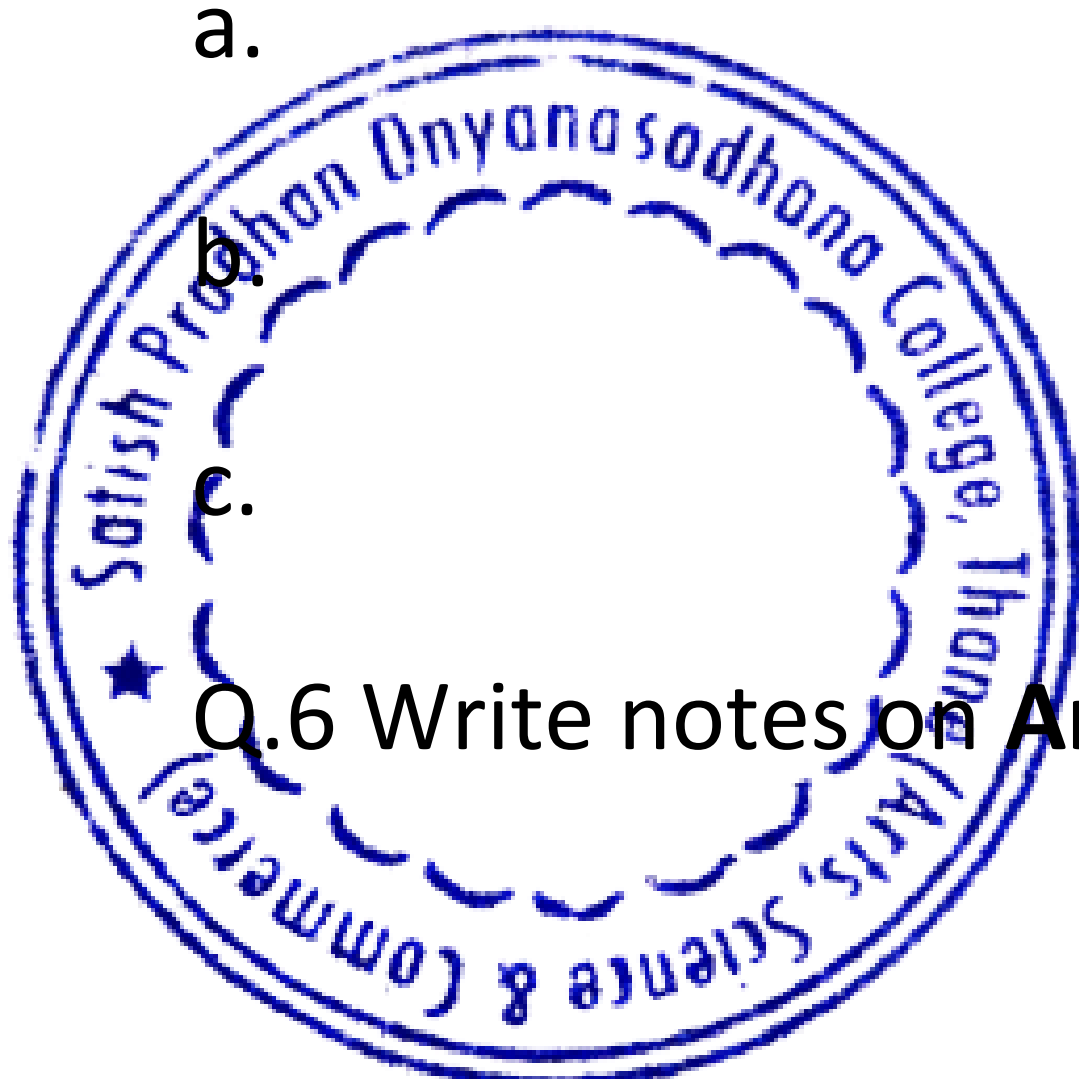 a.
b.
c.
Q.6 Write notes on A
Satish Pradhan Dnyanasadhana College, Thane
(Arts, Science & Commerce)